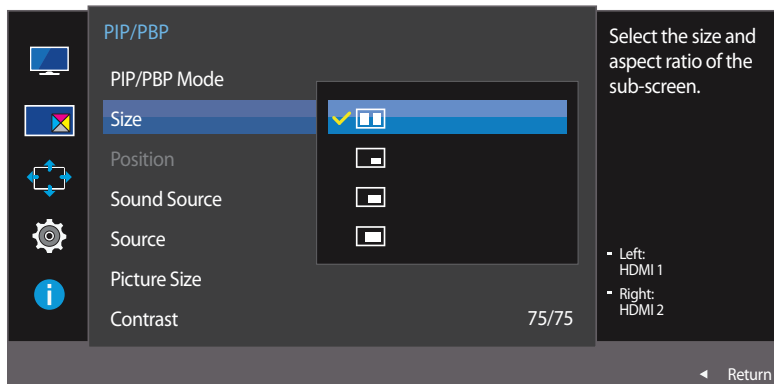 PIP/PBP
PIP/PBP Mode
Size
Position
Sound Source
Source
Picture Size
Contrast 75/75
Select the size and
aspect ratio of the
sub-screen.
- Left:
HDMI 1
- Right:
HDMI 2
Return